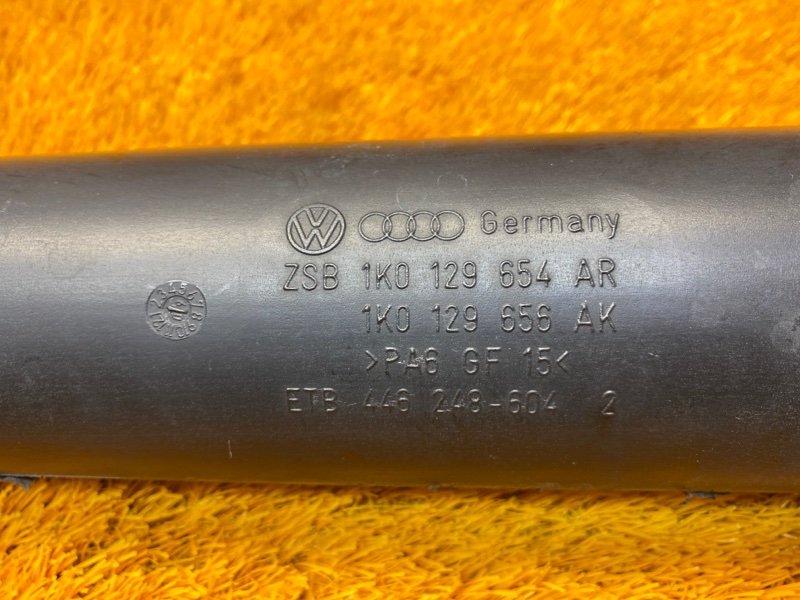 Germany
ZSB 1K0 129 654 AR
1K0 129 656 AK
>PA6 GF 15<
ETB 446 248-604 2